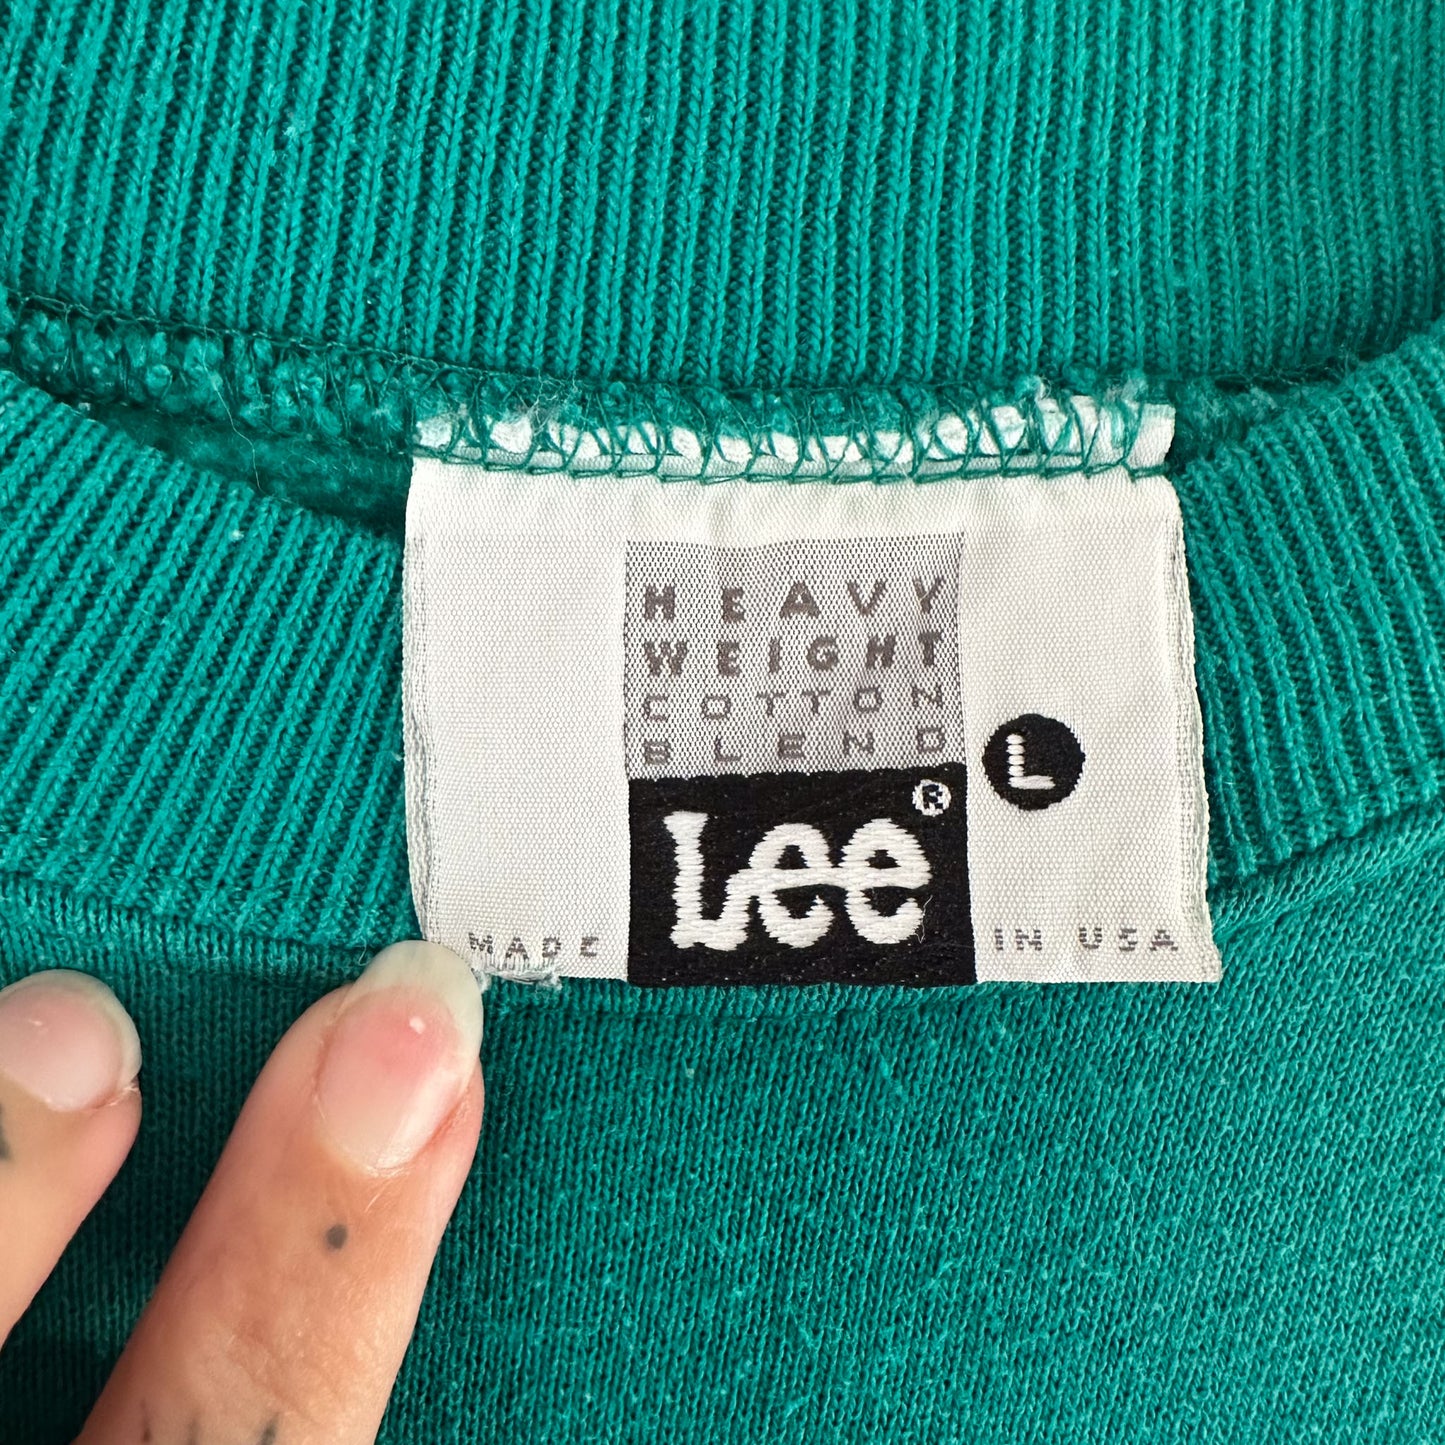 HEAVY
WEIGHT
COTTON
BLEND
L
Lee®
MADE IN USA